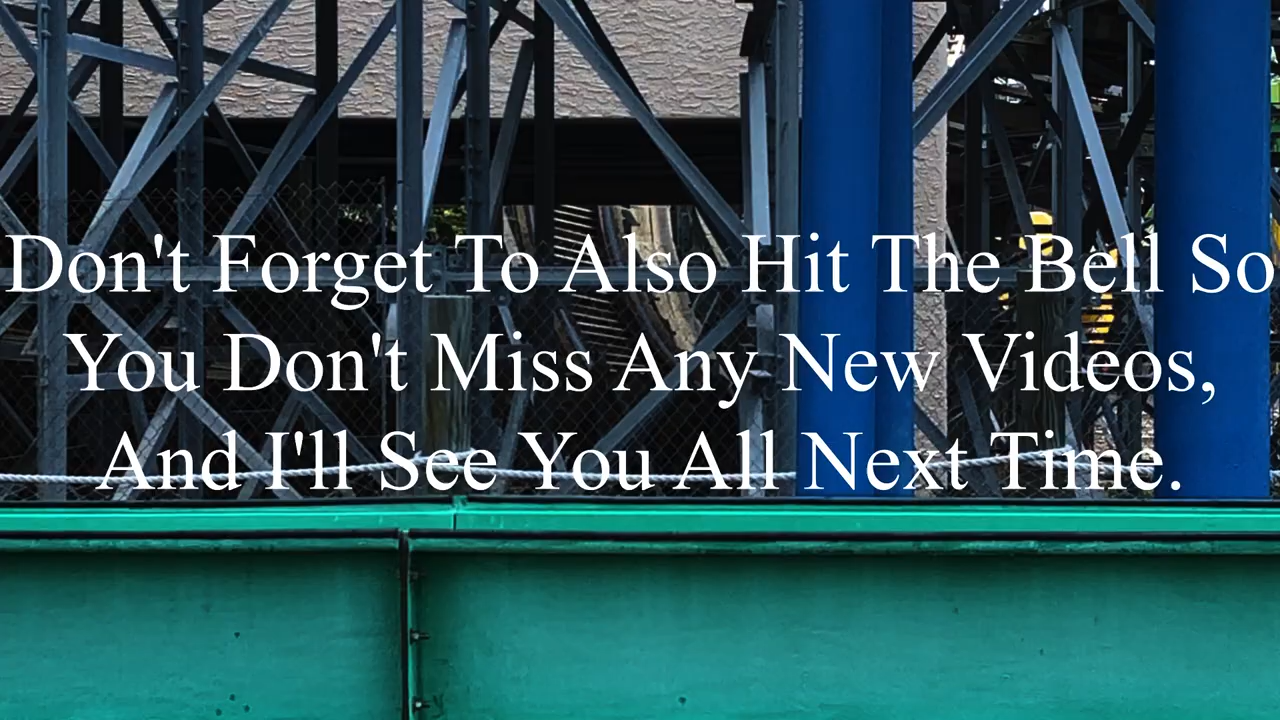 Don't Forget To Also Hit The Bell So
You Don't Miss Any New Videos,
And I'll See You All Next Time.